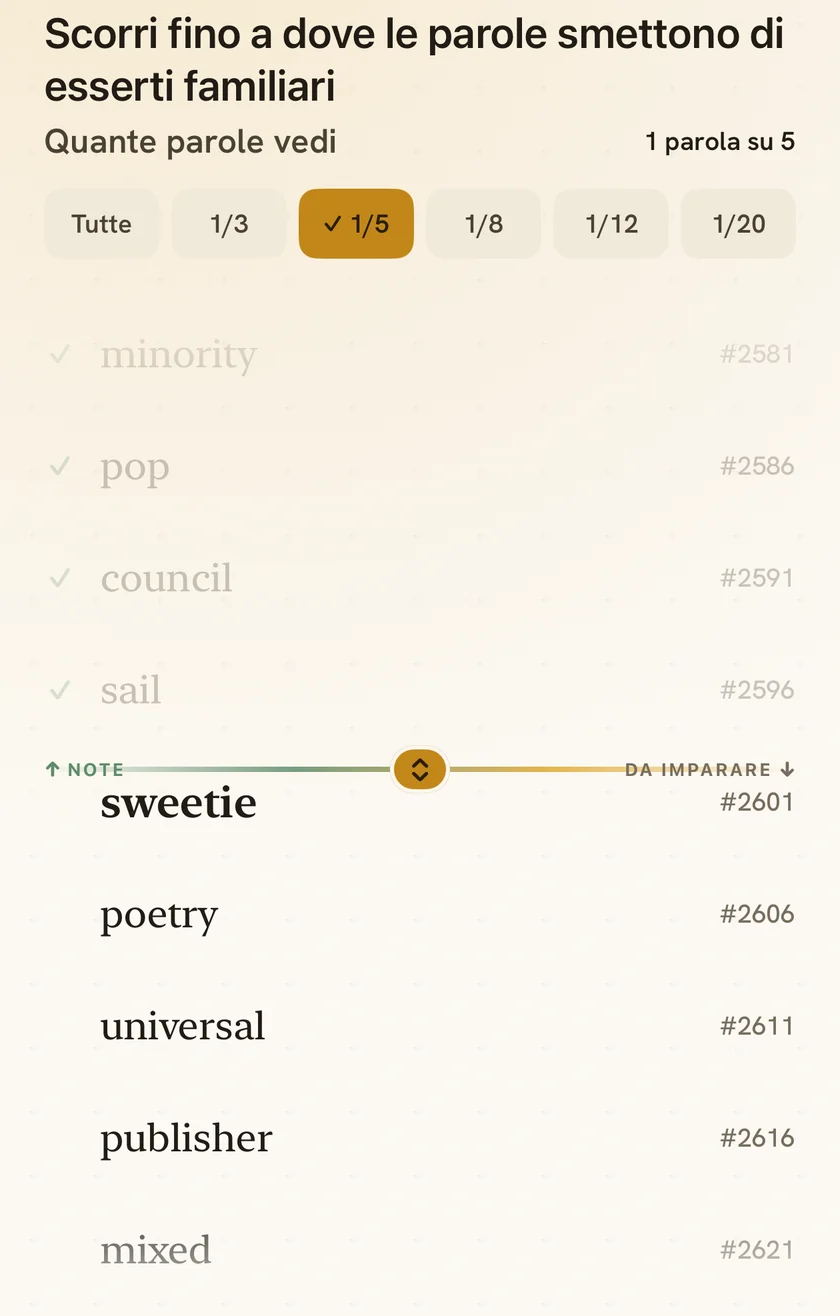 Scorri fino a dove le parole smettono di
esserti familiari
Quante parole vedi 1 parola su 5
Tutte 1/3 ✓ 1/5 1/8 1/12 1/20
✓ minority #2581
✓ pop #2586
✓ council #2591
✓ sail #2596
↑ NOTE DA IMPARARE ↓
sweetie #2601
poetry #2606
universal #2611
publisher #2616
mixed #2621